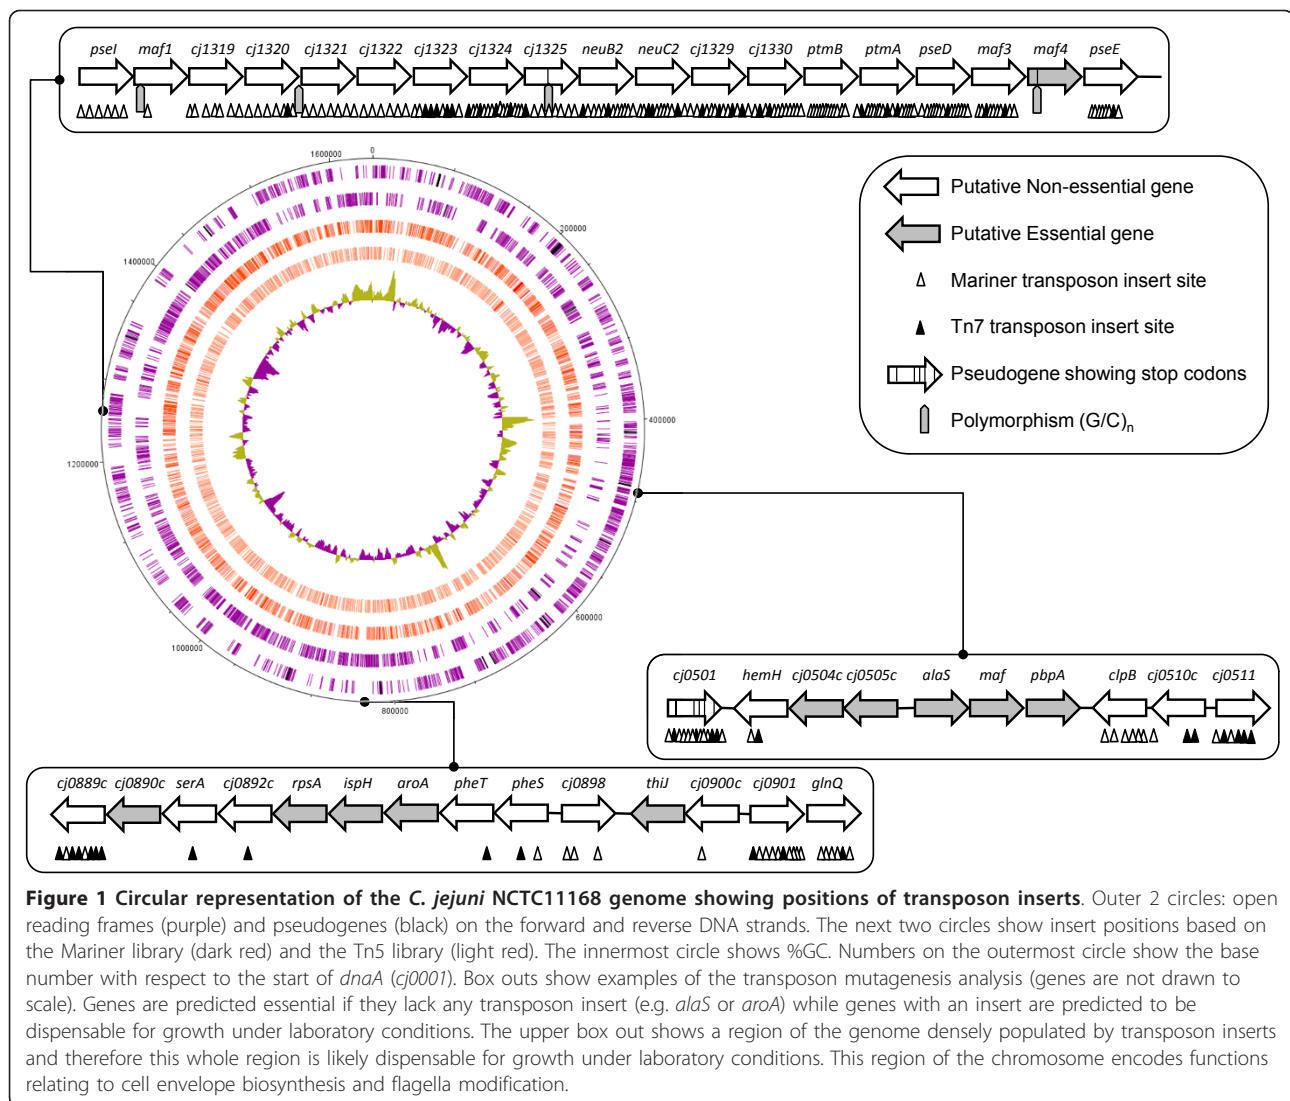 pseI maf1 cj1319 cj1320 cj1321 cj1322 cj1323 cj1324 cj1325 neuB2 neuC2 cj1329 cj1330 ptmB ptmA pseD maf3 maf4 pseE
1600000 0
200000
1400000
400000
1200000
600000
1000000
800000
Putative Non-essential gene
Putative Essential gene
Mariner transposon insert site
Tn7 transposon insert site
Pseudogene showing stop codons
Polymorphism (G/C)n
cj0501 hemH cj0504c cj0505c alaS maf pbpA clpB cj0510c cj0511
cj0889c cj0890c serA cj0892c rpsA ispH aroA pheT pheS cj0898 thiJ cj0900c cj0901 glnQ
Figure 1 Circular representation of the C. jejuni NCTC11168 genome showing positions of transposon inserts. Outer 2 circles: open
reading frames (purple) and pseudogenes (black) on the forward and reverse DNA strands. The next two circles show insert positions based on
the Mariner library (dark red) and the Tn5 library (light red). The innermost circle shows %GC. Numbers on the outermost circle show the base
number with respect to the start of dnaA (cj0001). Box outs show examples of the transposon mutagenesis analysis (genes are not drawn to
scale). Genes are predicted essential if they lack any transposon insert (e.g. alaS or aroA) while genes with an insert are predicted to be
dispensable for growth under laboratory conditions. The upper box out shows a region of the genome densely populated by transposon inserts
and therefore this whole region is likely dispensable for growth under laboratory conditions. This region of the chromosome encodes functions
relating to cell envelope biosynthesis and flagella modification.